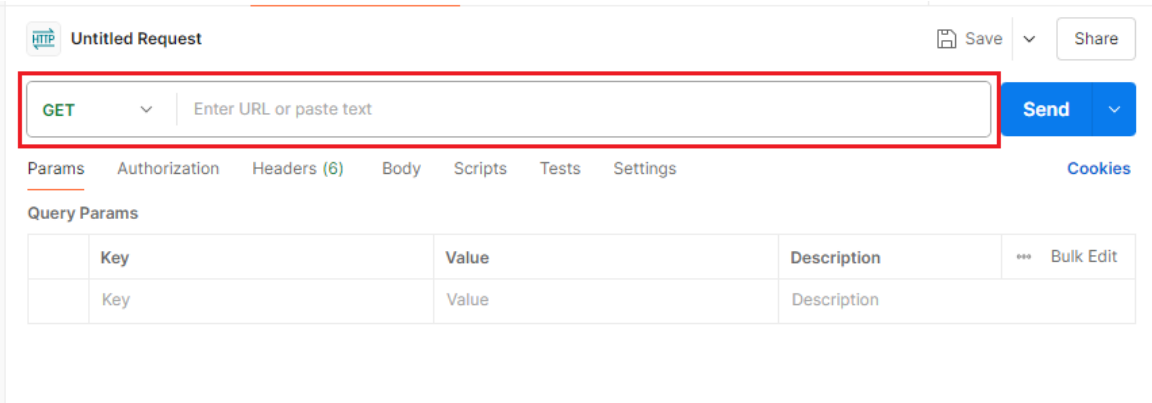 HTTP Untitled Request Save Share
GET Enter URL or paste text Send
Params Authorization Headers (6) Body Scripts Tests Settings Cookies
Query Params
Key Value Description ooo Bulk Edit
Key Value Description